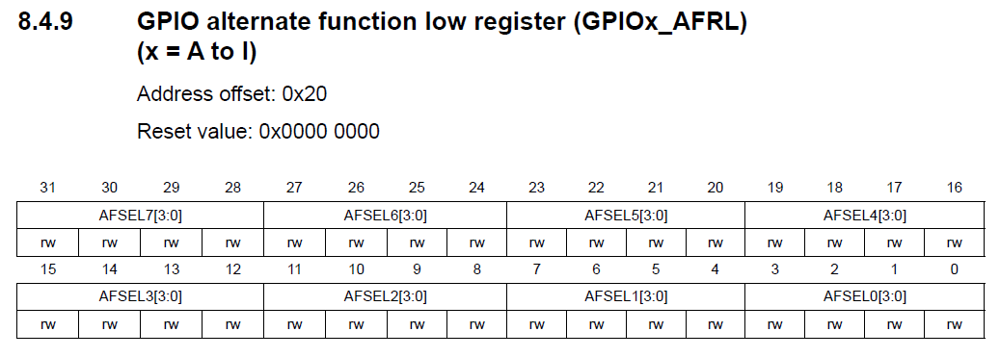 8.4.9 GPIO alternate function low register (GPIOx_AFRL)
(x = A to I)
Address offset: 0x20
Reset value: 0x0000 0000
31 30 29 28 27 26 25 24 23 22 21 20 19 18 17 16
AFSEL7[3:0] AFSEL6[3:0] AFSEL5[3:0] AFSEL4[3:0]
rw rw rw rw rw rw rw rw rw rw rw rw rw rw rw rw
15 14 13 12 11 10 9 8 7 6 5 4 3 2 1 0
AFSEL3[3:0] AFSEL2[3:0] AFSEL1[3:0] AFSEL0[3:0]
rw rw rw rw rw rw rw rw rw rw rw rw rw rw rw rw